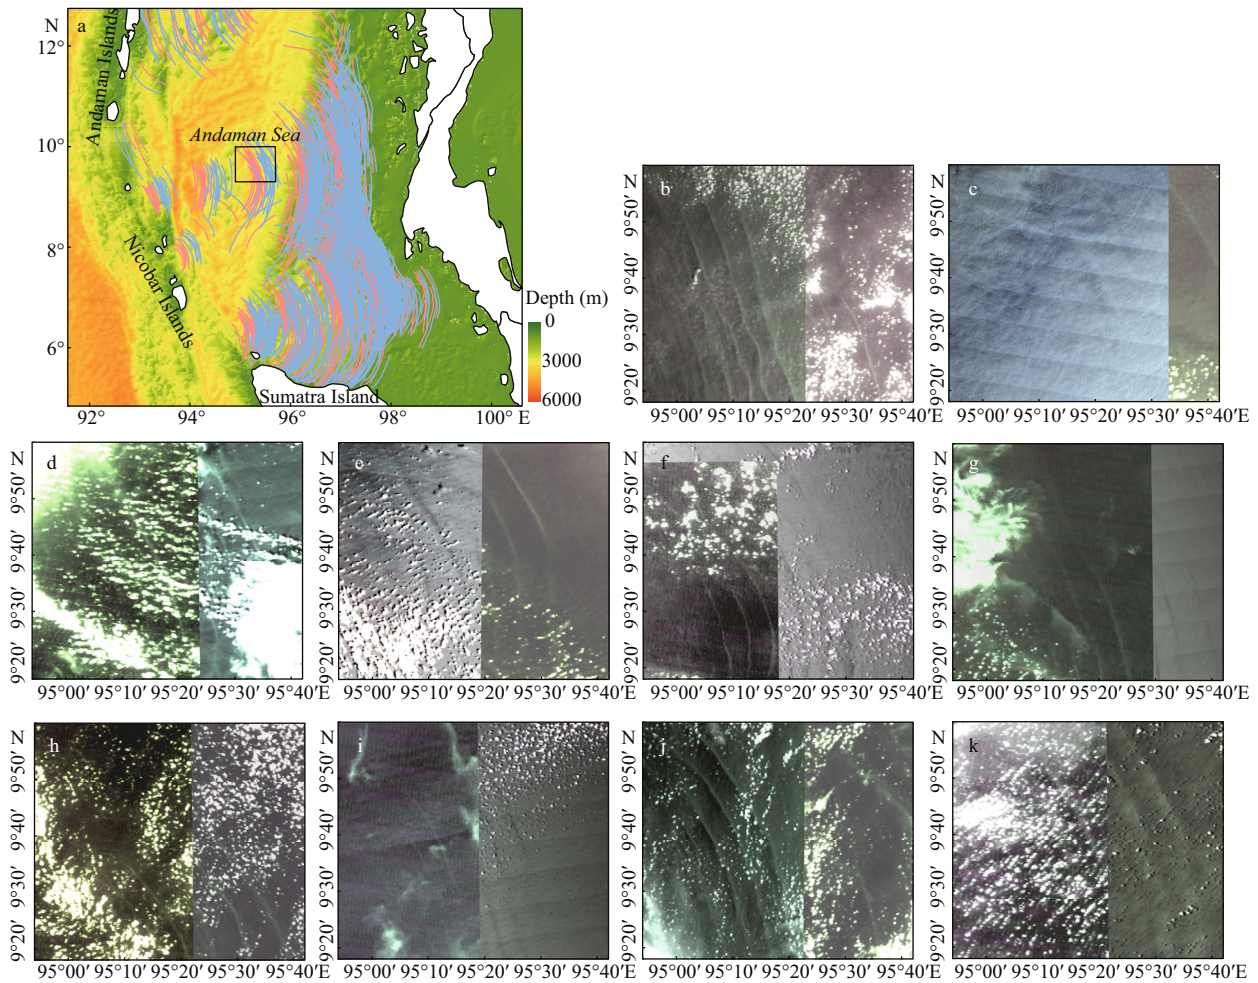 N
a
12°
10°
8°
6°
92 94 96 98 100 E
Andaman Islands
Andaman Sea
Nicobar Islands
Sumatra Island
Depth (m)
0
3000
6000
b
N
9°50′
9°40′
9°30′
9°20′
95°00′ 95°10′ 95°20′ 95°30′ 95°40′E
c
N
9°50′
9°40′
9°30′
9°20′
95°00′ 95°10′ 95°20′ 95°30′ 95°40′E
d
N
9°50′
9°40′
9°30′
9°20′
95°00′ 95°10′ 95°20′ 95°30′ 95°40′E
e
N
9°50′
9°40′
9°30′
9°20′
95°00′ 95°10′ 95°20′ 95°30′ 95°40′E
f
N
9°50′
9°40′
9°30′
9°20′
95°00′ 95°10′ 95°20′ 95°30′ 95°40′E
g
N
9°50′
9°40′
9°30′
9°20′
95°00′ 95°10′ 95°20′ 95°30′ 95°40′E
h
N
9°50′
9°40′
9°30′
9°20′
95°00′ 95°10′ 95°20′ 95°30′ 95°40′E
i
N
9°50′
9°40′
9°30′
9°20′
95°00′ 95°10′ 95°20′ 95°30′ 95°40′E
j
N
9°50′
9°40′
9°30′
9°20′
95°00′ 95°10′ 95°20′ 95°30′ 95°40′E
k
N
9°50′
9°40′
9°30′
9°20′
95°00′ 95°10′ 95°20′ 95°30′ 95°40′E